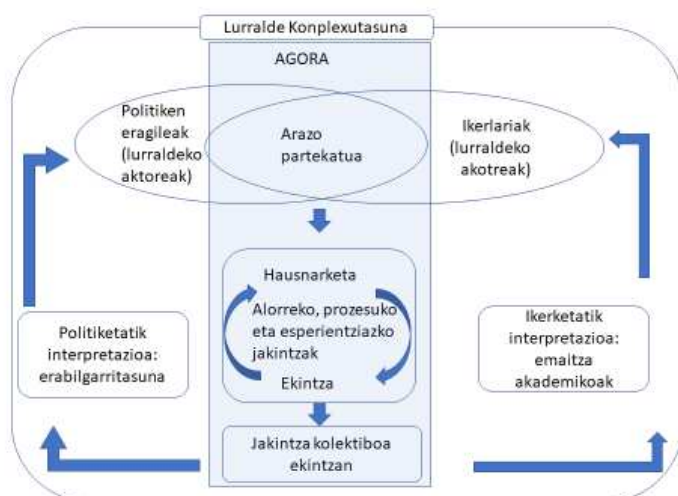 Lurralde Konplexutasuna
AGORA
Politiken
eragileak
(lurraldeko
aktoreak)
Arazo
partekatua
Ikerlariak
(lurraldeko
akotreak)
Hausnarketa
Alorreko, prozesuko
eta esperientziazko
jakintzak
Ekintza
Politiketatik
interpretazioa:
erabilgarritasuna
Ikerketatik
interpretazioa:
emaitza
akademikoak
Jakintza kolektiboa
ekintzan